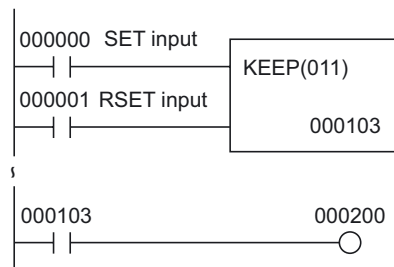 000000 SET input
KEEP(011)
000001 RSET input
000103
000103 000200